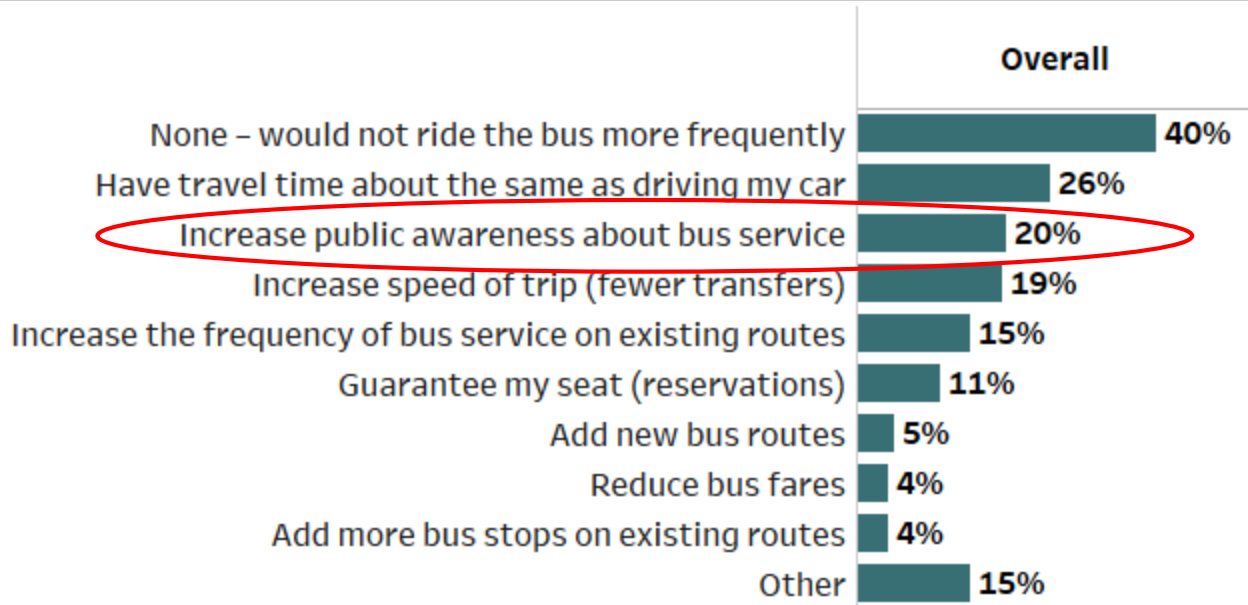 Overall
None – would not ride the bus more frequently 40%
Have travel time about the same as driving my car 26%
Increase public awareness about bus service 20%
Increase speed of trip (fewer transfers) 19%
Increase the frequency of bus service on existing routes 15%
Guarantee my seat (reservations) 11%
Add new bus routes 5%
Reduce bus fares 4%
Add more bus stops on existing routes 4%
Other 15%